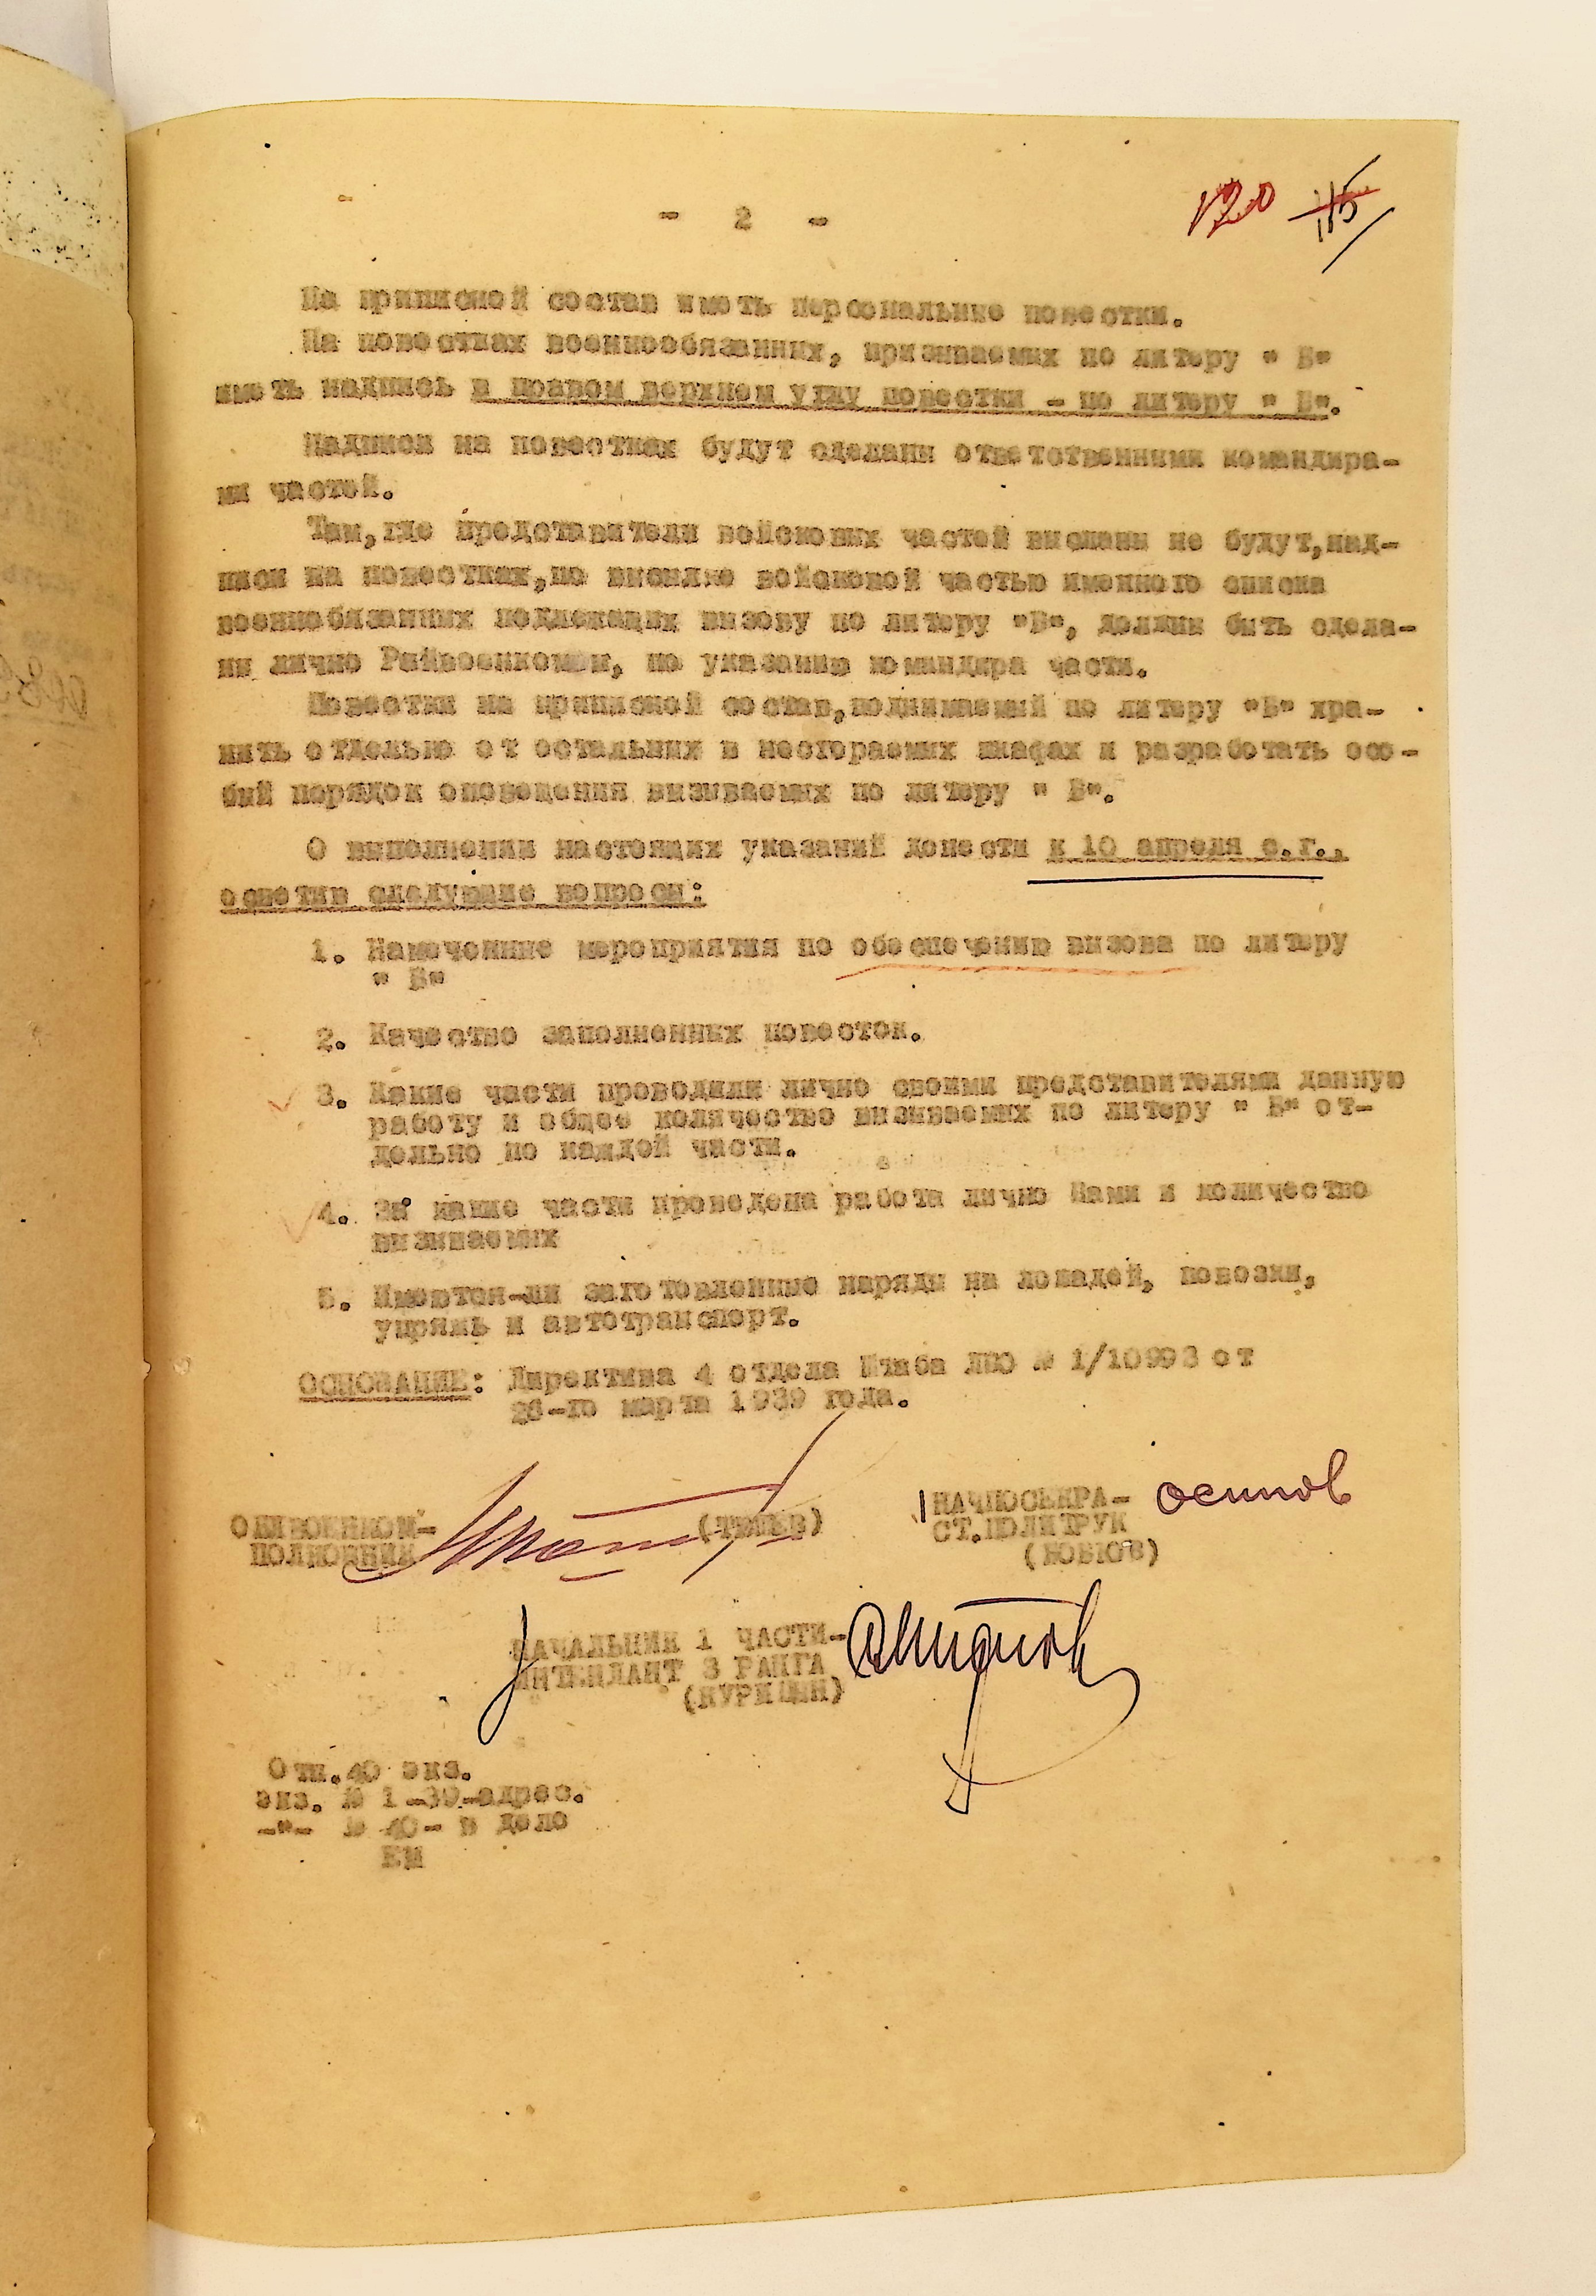 - 2 -
120 115
На приписной состав иметь персональные повестки.
На повестках военнообязанных, призываемых по литеру " Б"
иметь надпись в правом верхнем углу повестки - по литеру " Б".
Надписи на повестках будут сделаны ответственными командира-
ми частей.
Там, где представители войсковых частей высланы не будут, над-
писи на повестках, по высылке войсковой частью именного списка
военнобязанных подлежащих вызову по литеру "Б", должны быть сдела-
ны лично Райвоенкомом, по указанию командира части.
Повестки на приписной состав, поднимаемый по литеру "Б" хра-
нить отдельно от остальных в несгораемых шкафах и разработать осо-
бый порядок оповещения вызываемых по литеру " Б".
О выполнении настоящих указаний донести к 10 апреля с.г.,
осветив следующие вопросы:
1. Намеченные мероприятия по обеспечению вызова по литеру
" Б"
2. Качество заполненных повесток.
3. Какие части проводили лично своими представителями данную
работу и общее количество вызываемых по литеру " Б" от-
дельно по каждой части.
4. За какие части проведена работа лично Вами и количество
вызываемых
5. Имеются-ли заготовленные наряды на лошадей, повозки,
упряжь и автотранспорт.
ОСНОВАНИЕ: Директива 4 отдела Штаба ЛВО № 1/10993 от
26-го марта 1939 года.
ОБЛВОЕНКОМ-
ПОЛКОВНИК
НАЧПОСЕКРА- Осипов
СТ.ПОЛИТРУК
НАЧАЛЬНИК 1 ЧАСТИ-
ИНТЕНДАНТ 3 РАНГА
(КУРИЦЫН)
Отп. 40 экз.
экз. № 1-39-адрес.
-"- № 40- в дело
ЕМ